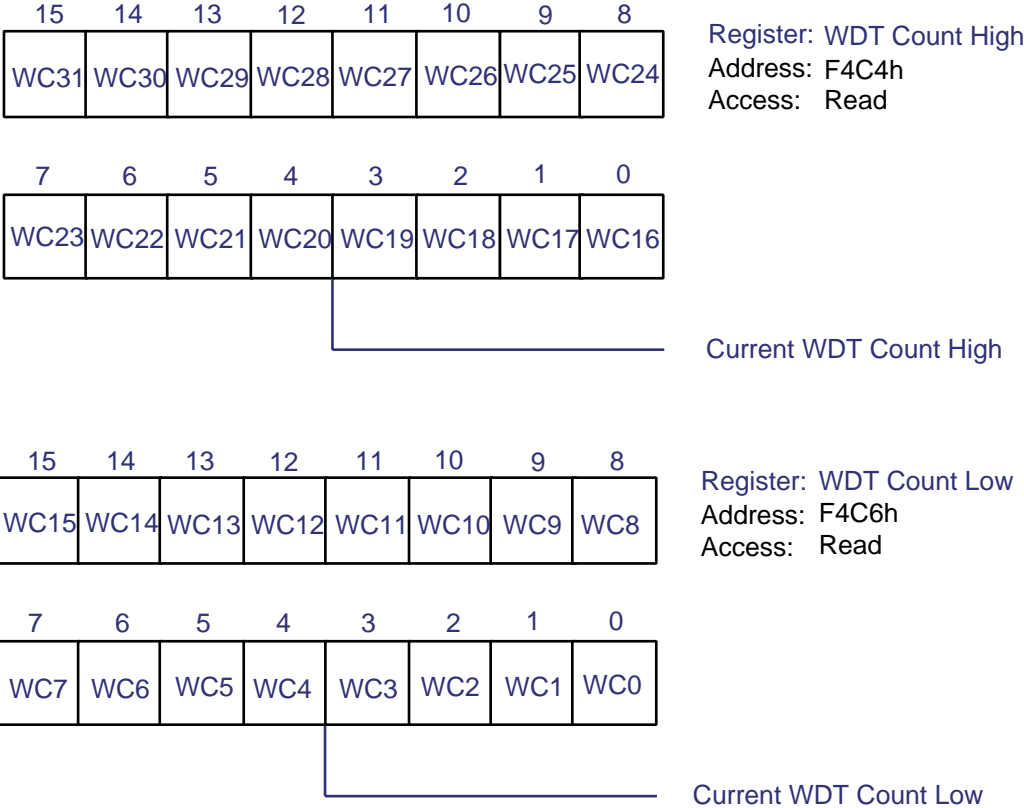 15 14 13 12 11 10 9 8
WC31 WC30 WC29 WC28 WC27 WC26 WC25 WC24
Register: WDT Count High
Address: F4C4h
Access: Read
7 6 5 4 3 2 1 0
WC23 WC22 WC21 WC20 WC19 WC18 WC17 WC16
Current WDT Count High
15 14 13 12 11 10 9 8
WC15 WC14 WC13 WC12 WC11 WC10 WC9 WC8
Register: WDT Count Low
Address: F4C6h
Access: Read
7 6 5 4 3 2 1 0
WC7 WC6 WC5 WC4 WC3 WC2 WC1 WC0
Current WDT Count Low